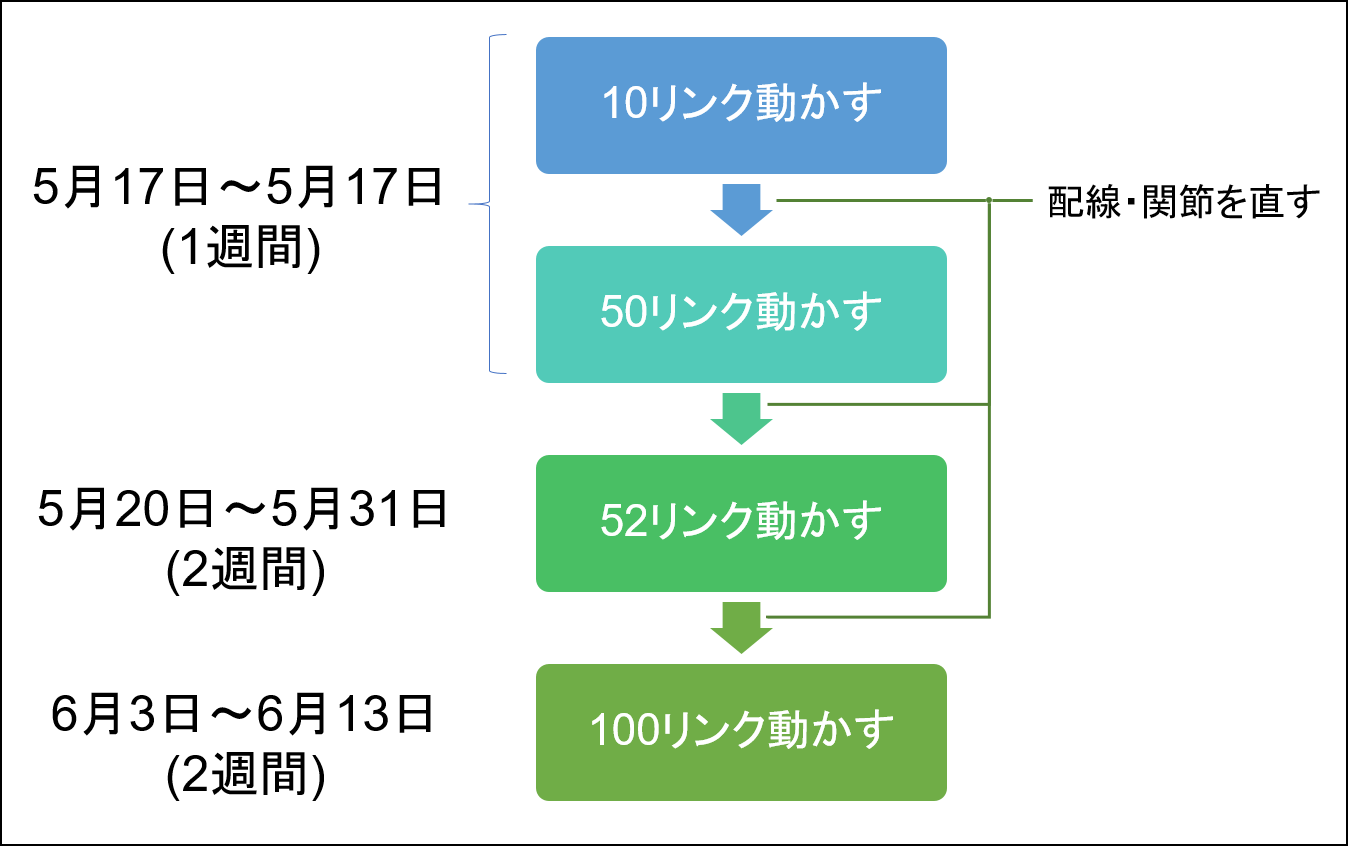 10リンク動かす
5月17日～5月17日
(1週間)
配線・関節を直す
50リンク動かす
5月20日～5月31日
(2週間)
52リンク動かす
6月3日～6月13日
(2週間)
100リンク動かす